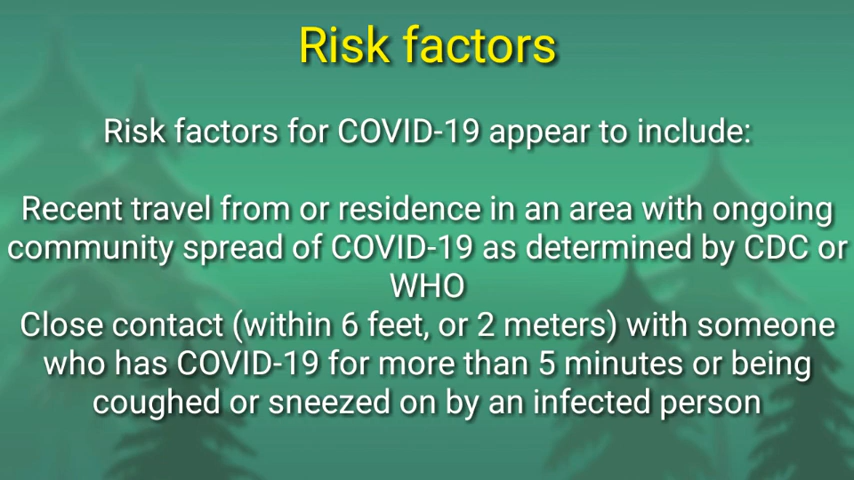 Risk factors
Risk factors for COVID-19 appear to include:
Recent travel from or residence in an area with ongoing
community spread of COVID-19 as determined by CDC or
WHO
Close contact (within 6 feet, or 2 meters) with someone
who has COVID-19 for more than 5 minutes or being
coughed or sneezed on by an infected person